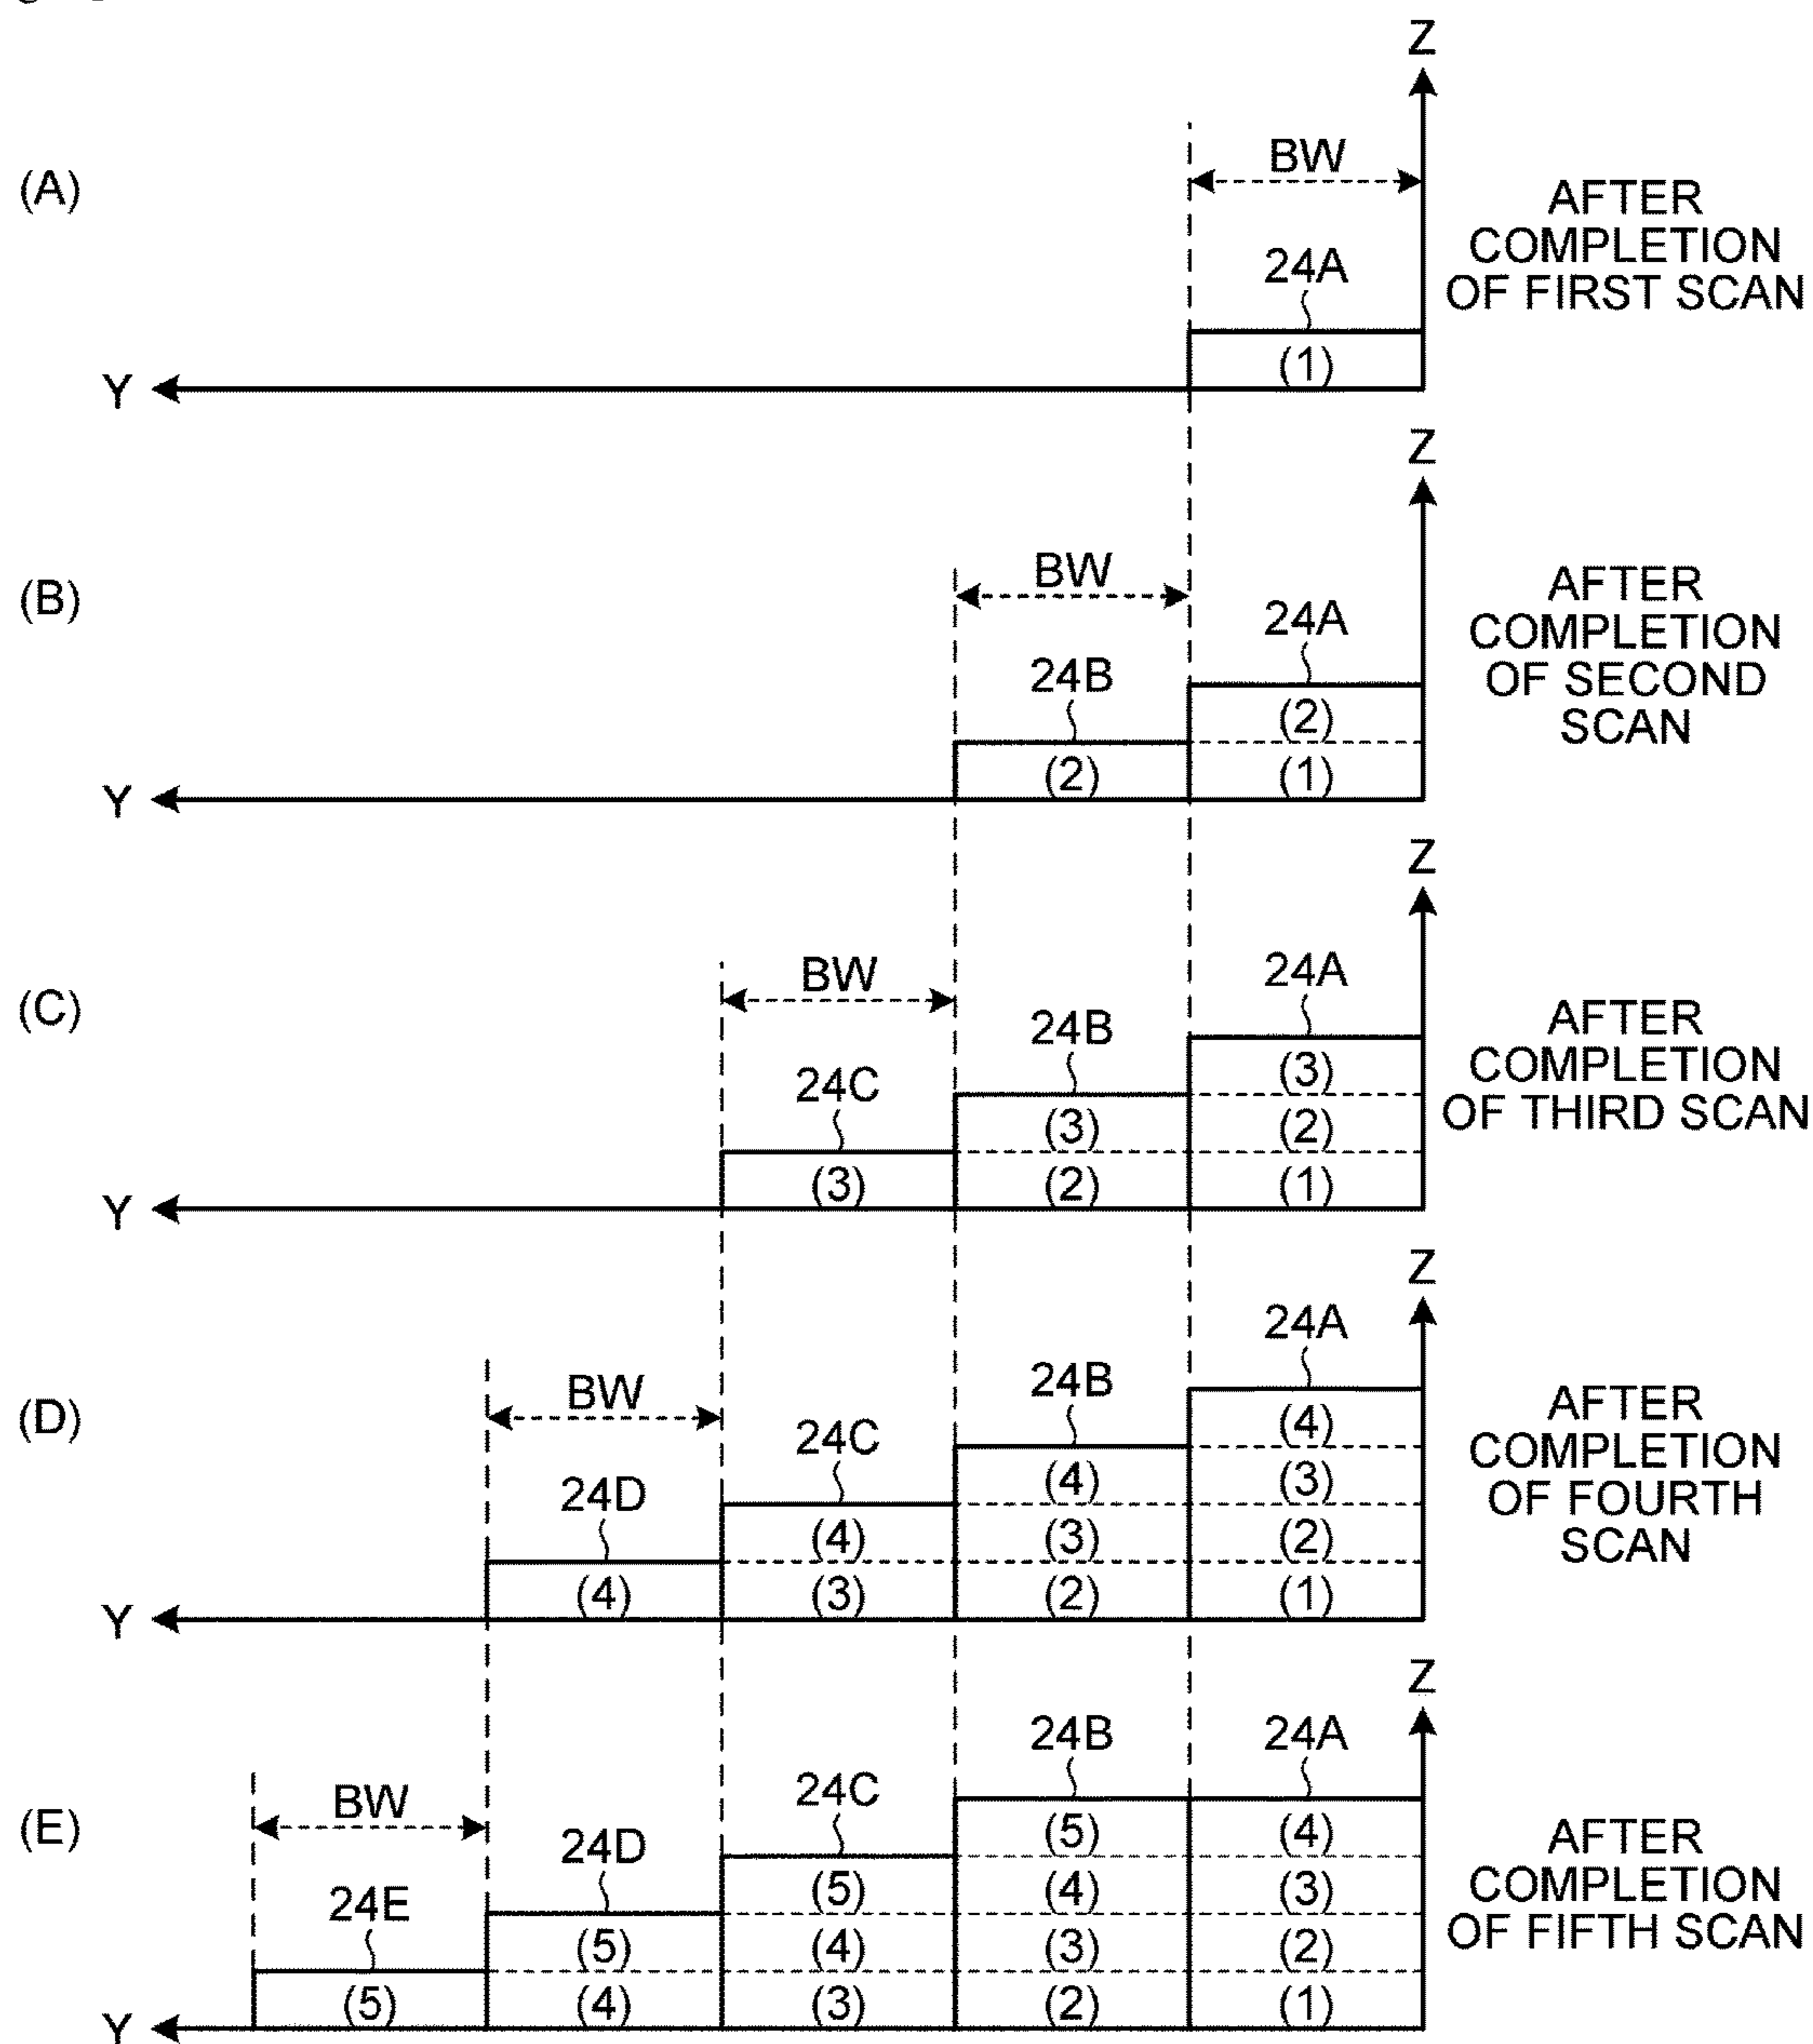 Z
(A)
BW
AFTER
COMPLETION
OF FIRST SCAN
24A
(1)
Y
Z
(B)
BW
AFTER
COMPLETION
OF SECOND
SCAN
24A
24B
(2)
(2) (1)
Y
Z
(C)
BW
AFTER
COMPLETION
OF THIRD SCAN
24A
24B
24C
(3)
(3) (2)
(3) (2) (1)
Y
Z
(D)
BW
AFTER
COMPLETION
OF FOURTH
SCAN
24A
24B
24C
24D
(4)
(4) (3)
(4) (3) (2)
(4) (3) (2) (1)
Y
Z
(E)
BW
AFTER
COMPLETION
OF FIFTH SCAN
24B 24A
24C
24D
24E
(5) (4)
(5) (4) (3)
(5) (4) (3) (2)
(5) (4) (3) (2) (1)
Y